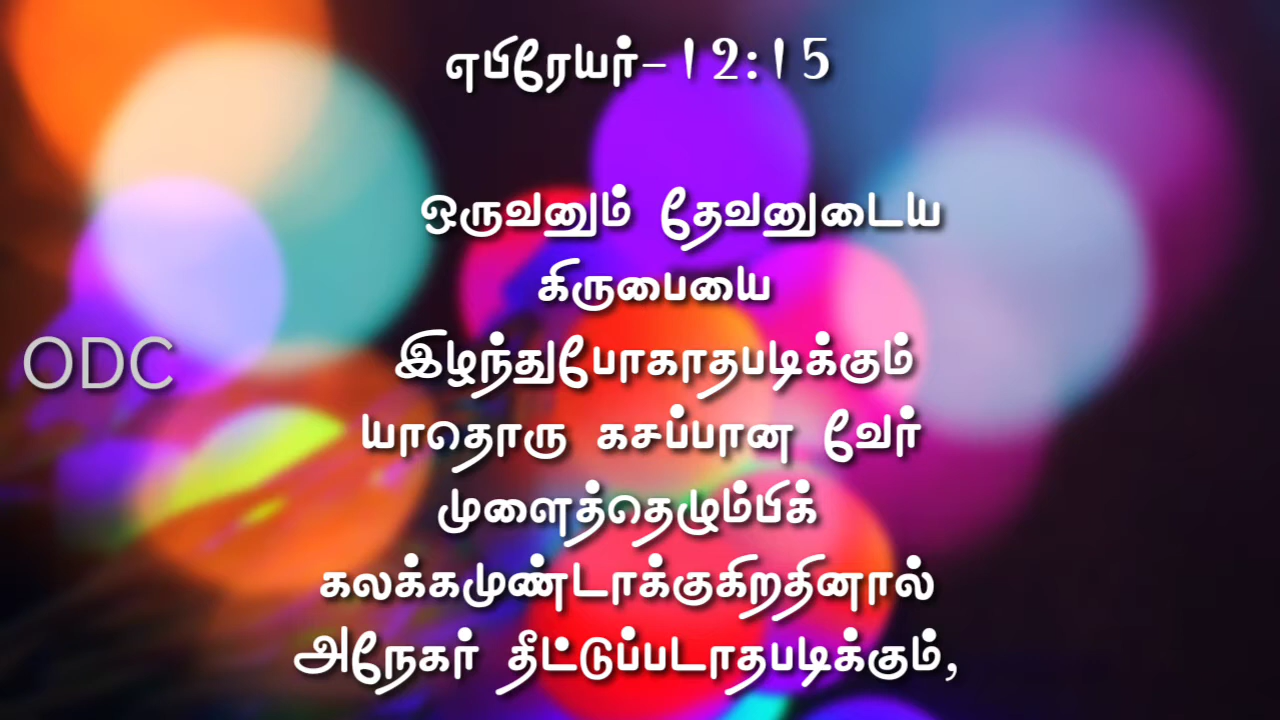 எபிரேயர்-12:15
ஒருவனும் தேவனுடைய
கிருபையை
ODC
இழந்துபோகாதபடிக்கும்
யாதொரு கசப்பான வேர்
முளைத்தெழும்பிக்
கலக்கமுண்டாக்குகிறதினால்
அநேகர் தீட்டுப்படாதபடிக்கும்,